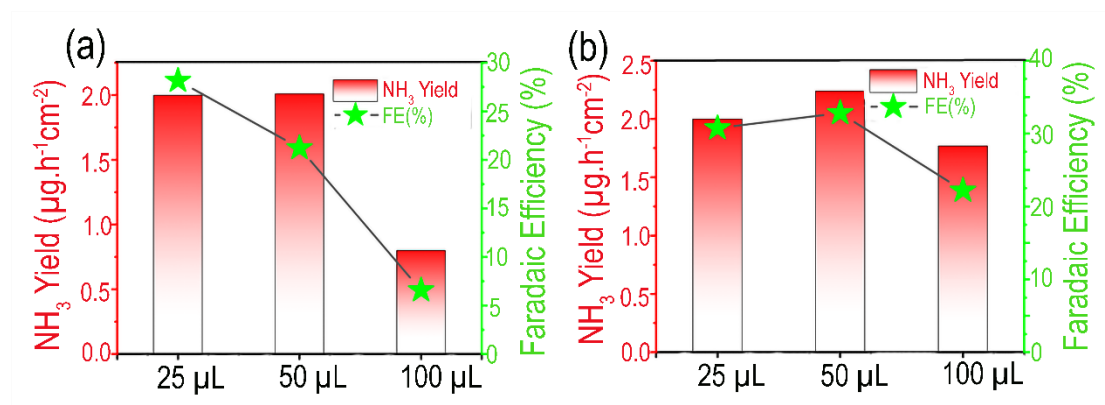 (a)
NH₃ Yield (µg.h⁻¹cm⁻²)
2.0
1.5
1.0
0.5
0.0
NH₃ Yield
FE(%)
30
25
20
15
10
5
0
Faradaic Efficiency (%)
25 µL 50 µL 100 µL
(b)
NH₃ Yield (µg.h⁻¹cm⁻²)
2.5
2.0
1.5
1.0
0.5
0.0
NH₃ Yield
FE(%)
40
30
20
10
0
Faradaic Efficiency (%)
25 µL 50 µL 100 µL